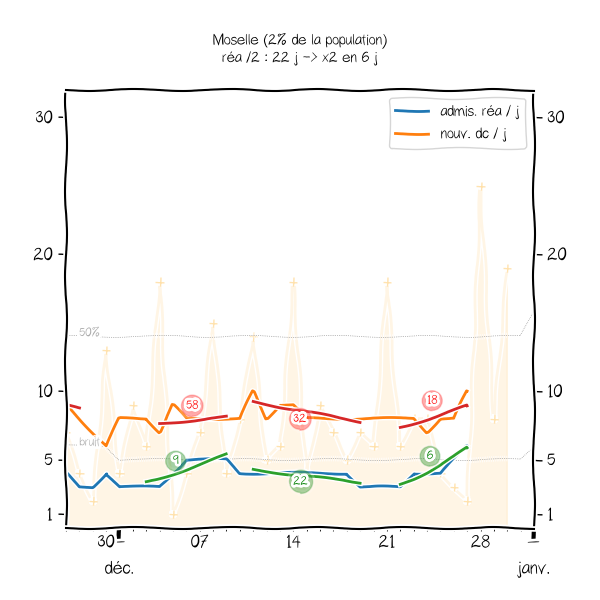 Moselle (2% de la population)
réa /2 : 22 j -> x2 en 6 j
admis. réa / j
nouv. dc / j
30 30
20 20
50%
10 10
58 32 18
bruit
5 5
9 22 6
1 1
30 07 14 21 28
déc. janv.